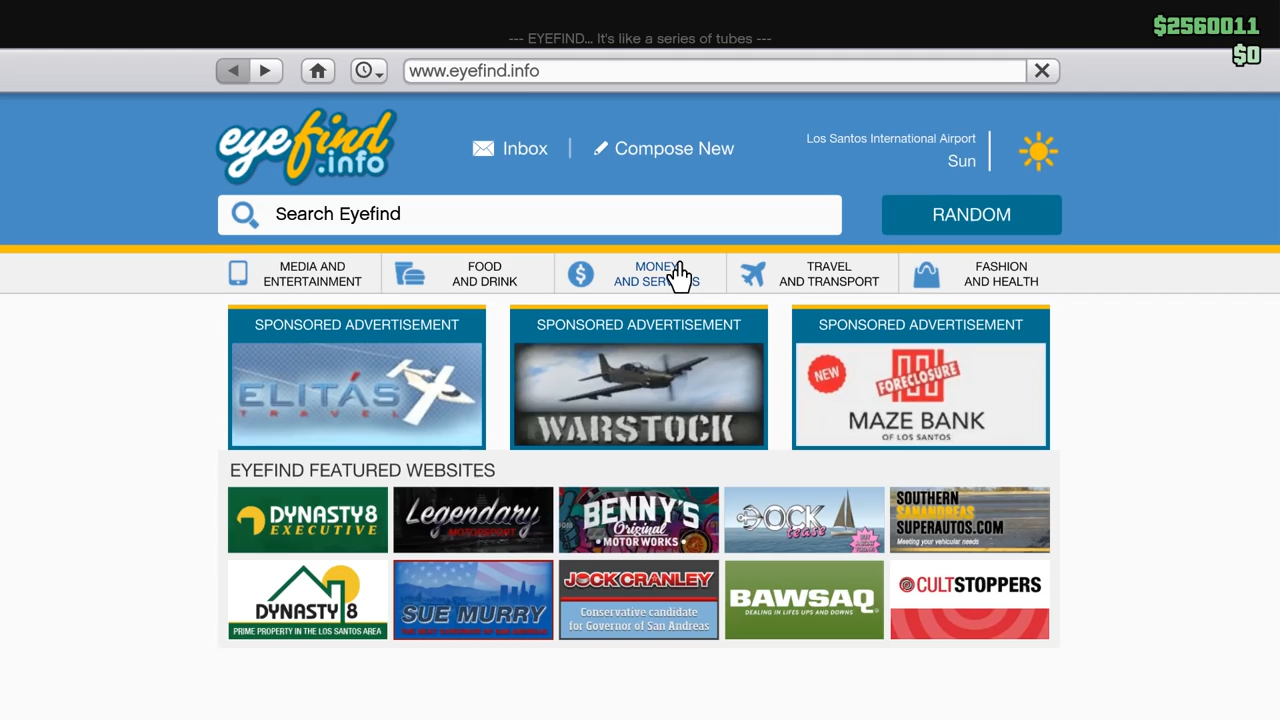 $2560011
--- EYEFIND... It's like a series of tubes ---
$0
www.eyefind.info
eyefind
.info
Inbox
Compose New
Los Santos International Airport
Sun
Search Eyefind
RANDOM
MEDIA AND
ENTERTAINMENT
FOOD
AND DRINK
MONEY
AND SERVICES
TRAVEL
AND TRANSPORT
FASHION
AND HEALTH
SPONSORED ADVERTISEMENT
ELITÁS
TRAVEL
SPONSORED ADVERTISEMENT
WARSTOCK
SPONSORED ADVERTISEMENT
NEW
FORECLOSURE
MAZE BANK
OF LOS SANTOS
EYEFIND FEATURED WEBSITES
DYNASTY8
EXECUTIVE
Legendary
MOTORSPORT
BENNY'S
Original
MOTOR WORKS
DOCK
tease
SOUTHERN
SAN ANDREAS
SUPERAUTOS.COM
Meeting your vehicular needs
DYNASTY 8
PRIME PROPERTY IN THE LOS SANTOS AREA
SUE MURRY
JOCK CRANLEY
Conservative candidate
for Governor of San Andreas
BAWSAQ
DEALING IN LIFES UPS AND DOWNS
CULTSTOPPERS